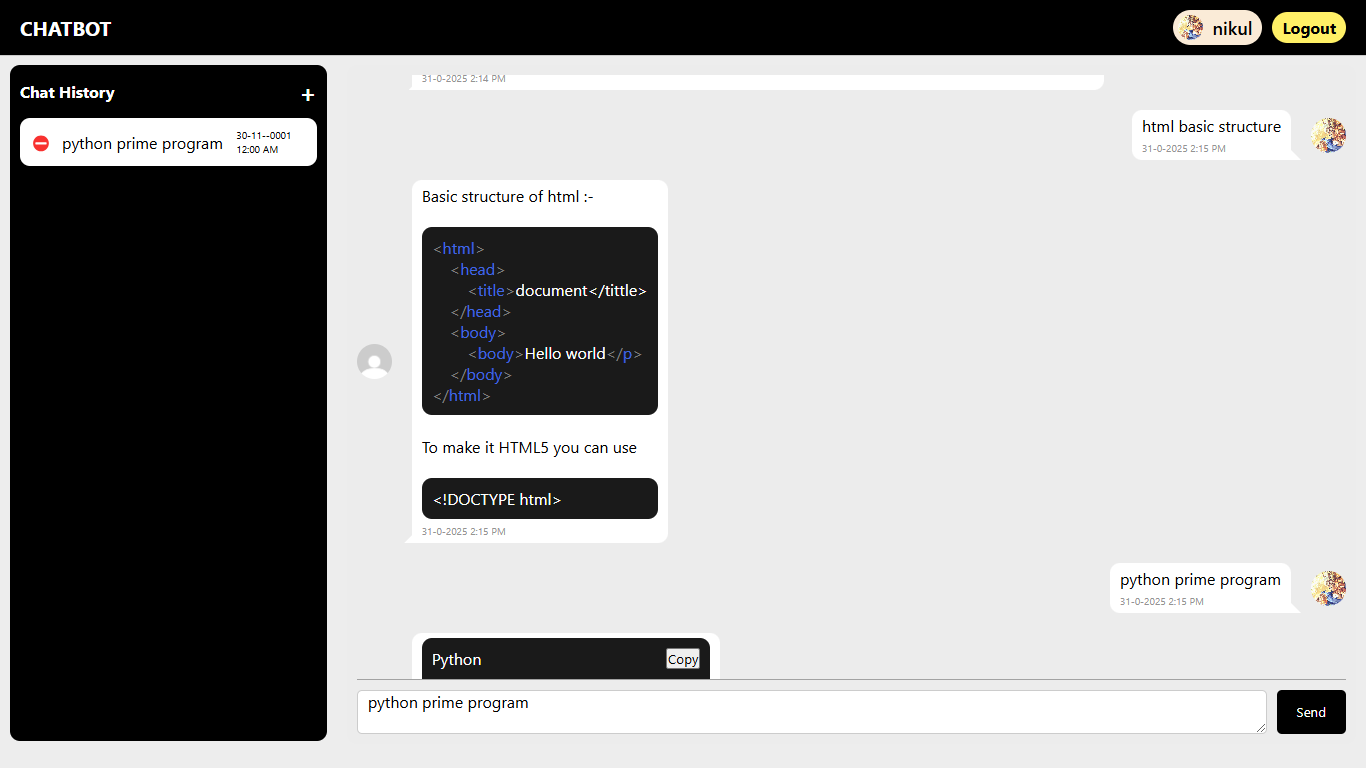 CHATBOT
nikul
Logout
Chat History
+
python prime program
30-11--0001
12:00 AM
31-0-2025 2:14 PM
html basic structure
31-0-2025 2:15 PM
Basic structure of html :-
<html>
<head>
<title>document</tittle>
</head>
<body>
<body>Hello world</p>
</body>
</html>
To make it HTML5 you can use
<!DOCTYPE html>
31-0-2025 2:15 PM
python prime program
31-0-2025 2:15 PM
Python
Copy
python prime program
Send